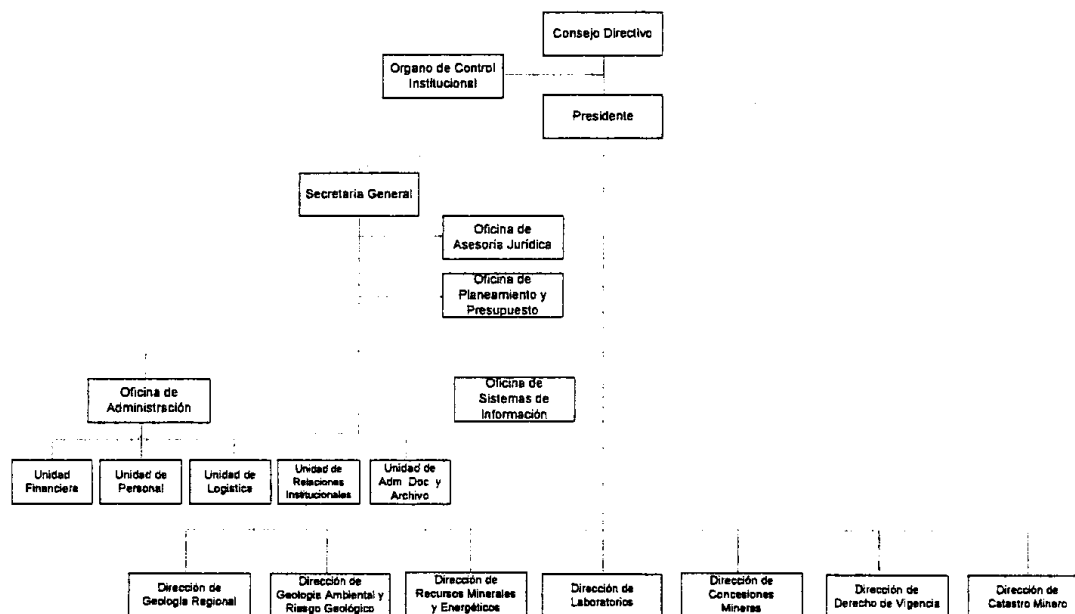 Consejo Directivo
Organo de Control
Institucional
Presidente
Secretaria General
Oficina de
Asesoría Jurídica
Oficina de
Planeamiento y
Presupuesto
Oficina de
Administración
Oficina de
Sistemas de
Información
Unidad
Financiera
Unidad de
Personal
Unidad de
Logística
Unidad de
Relaciones
Institucionales
Unidad de
Adm. Doc y
Archivo
Dirección de
Geología Regional
Dirección de
Geología Ambiental y
Riesgo Geológico
Dirección de
Recursos Minerales
y Energéticos
Dirección de
Laboratorios
Dirección de
Concesiones
Mineras
Dirección de
Derecho de Vigencia
Dirección de
Catastro Minero